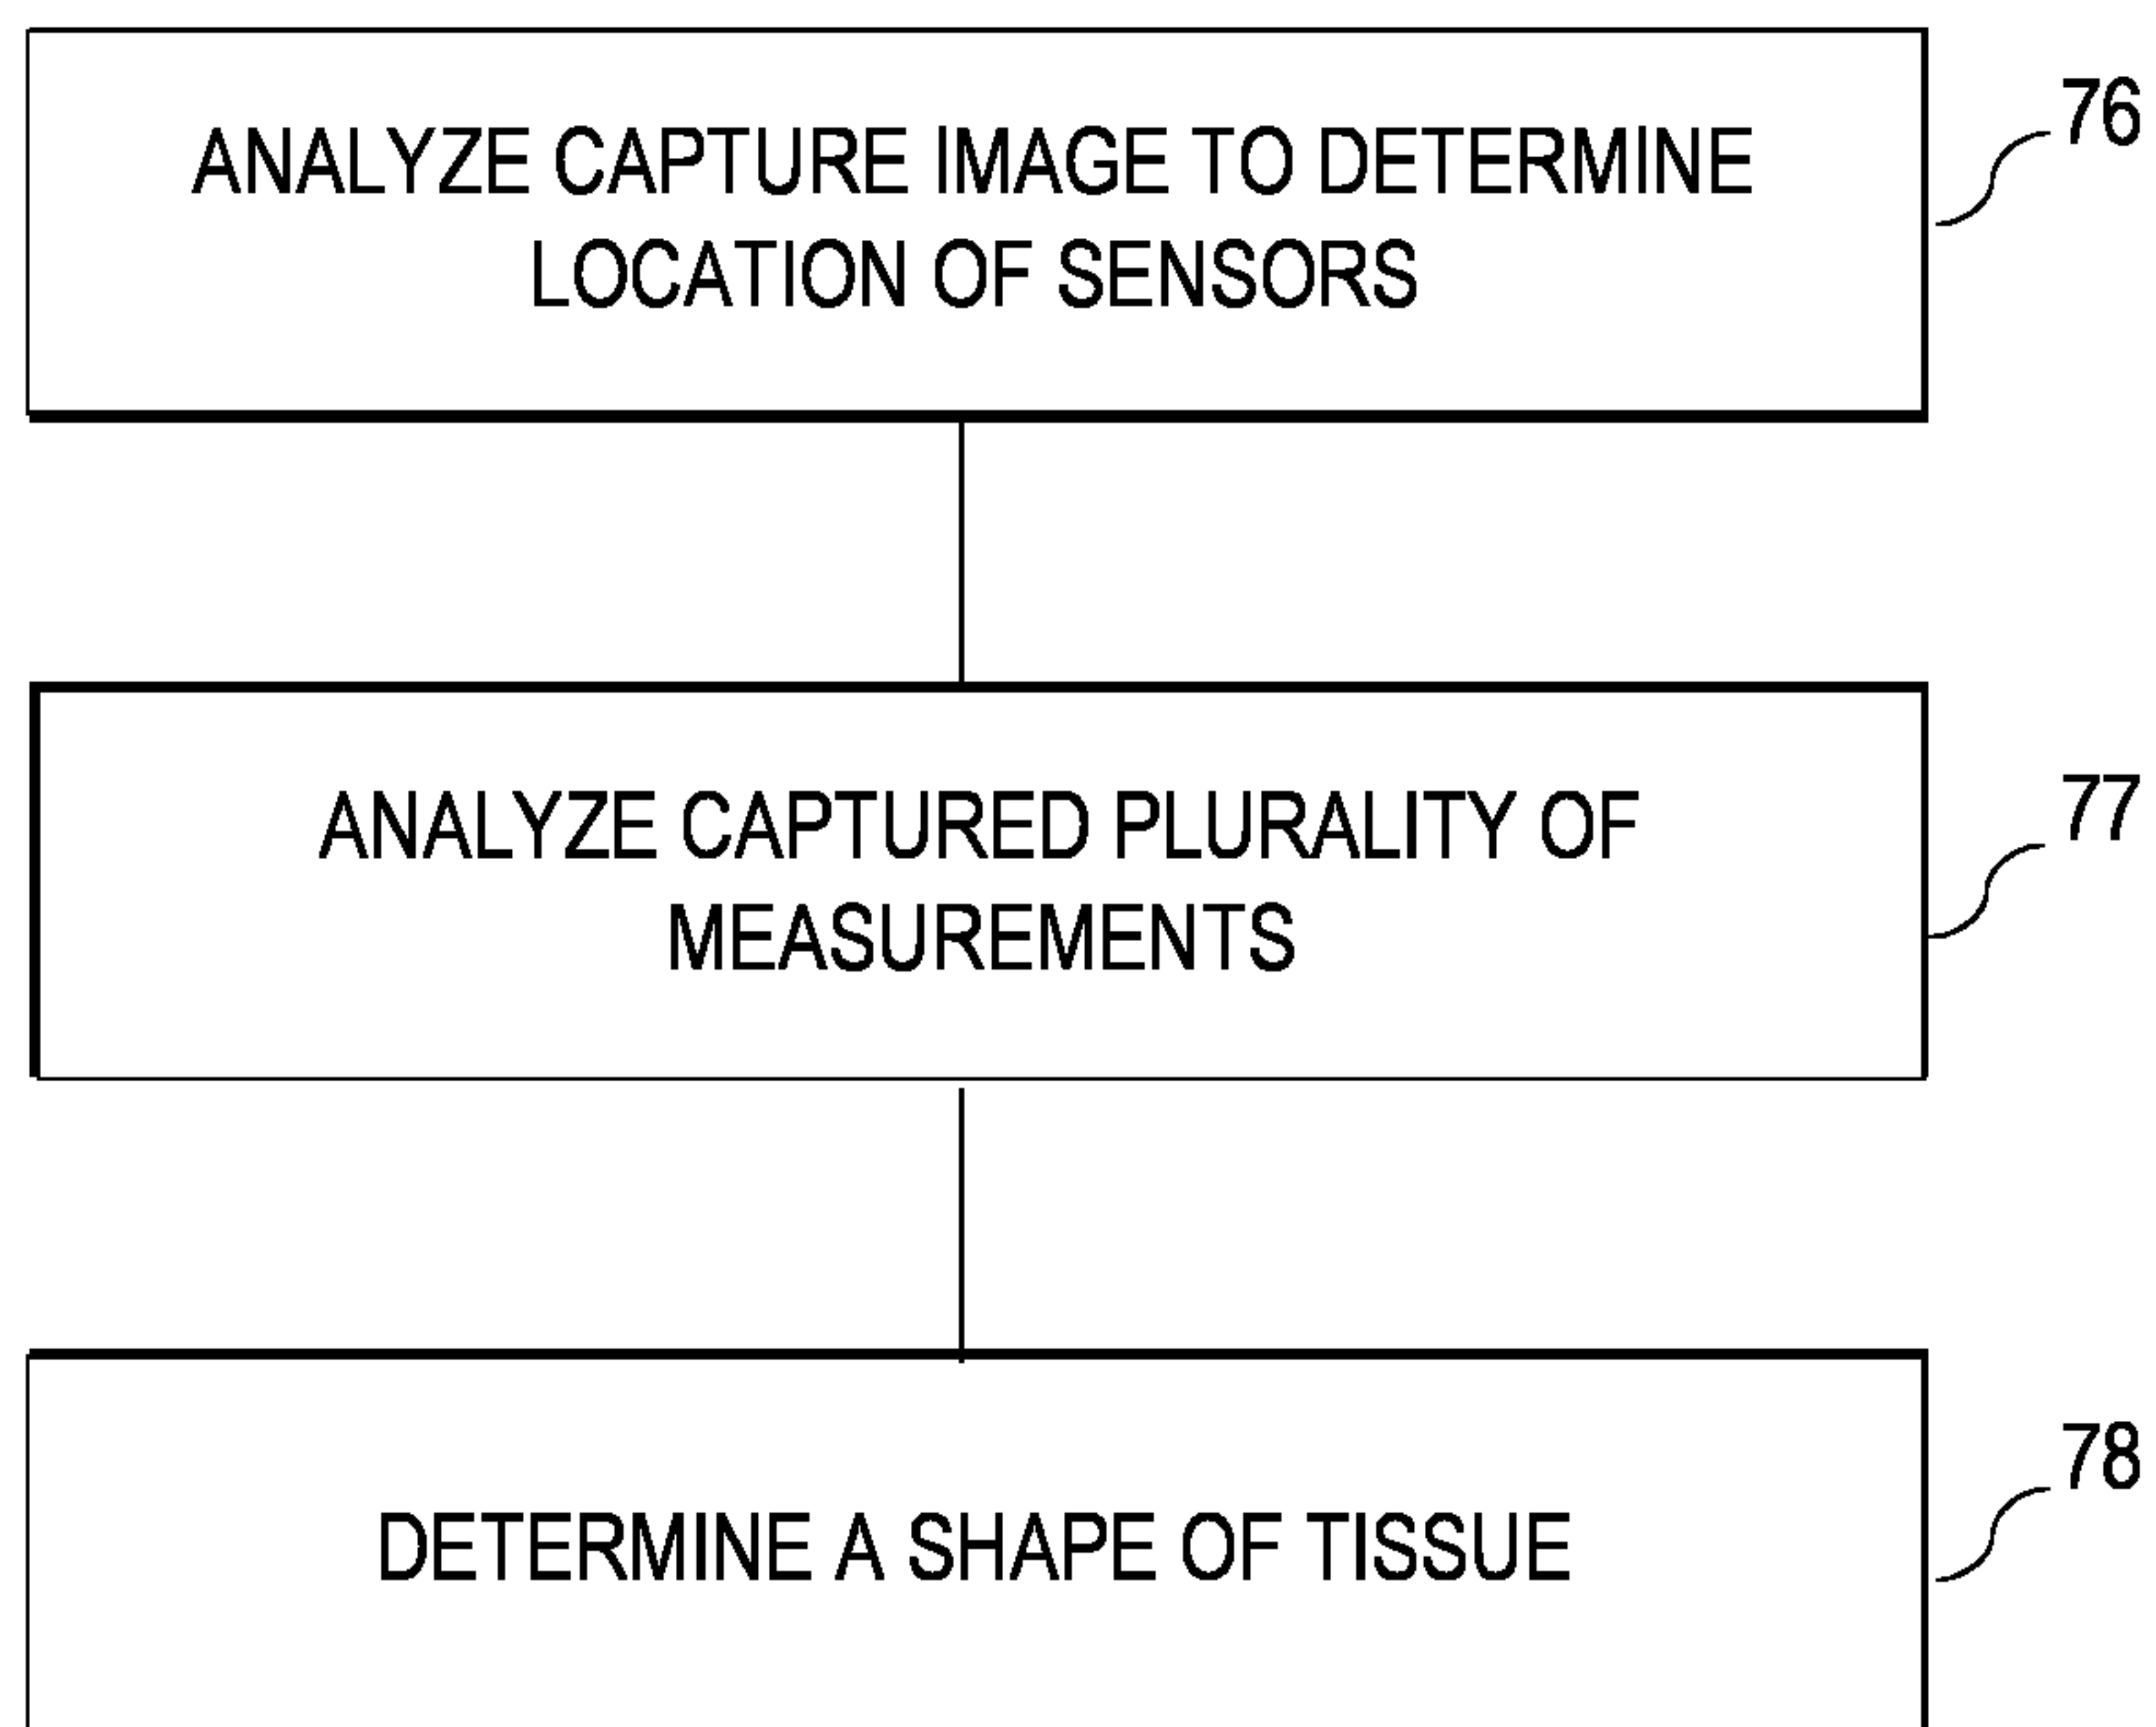 ANALYZE CAPTURE IMAGE TO DETERMINE
LOCATION OF SENSORS
76
ANALYZE CAPTURED PLURALITY OF
MEASUREMENTS
77
DETERMINE A SHAPE OF TISSUE
78